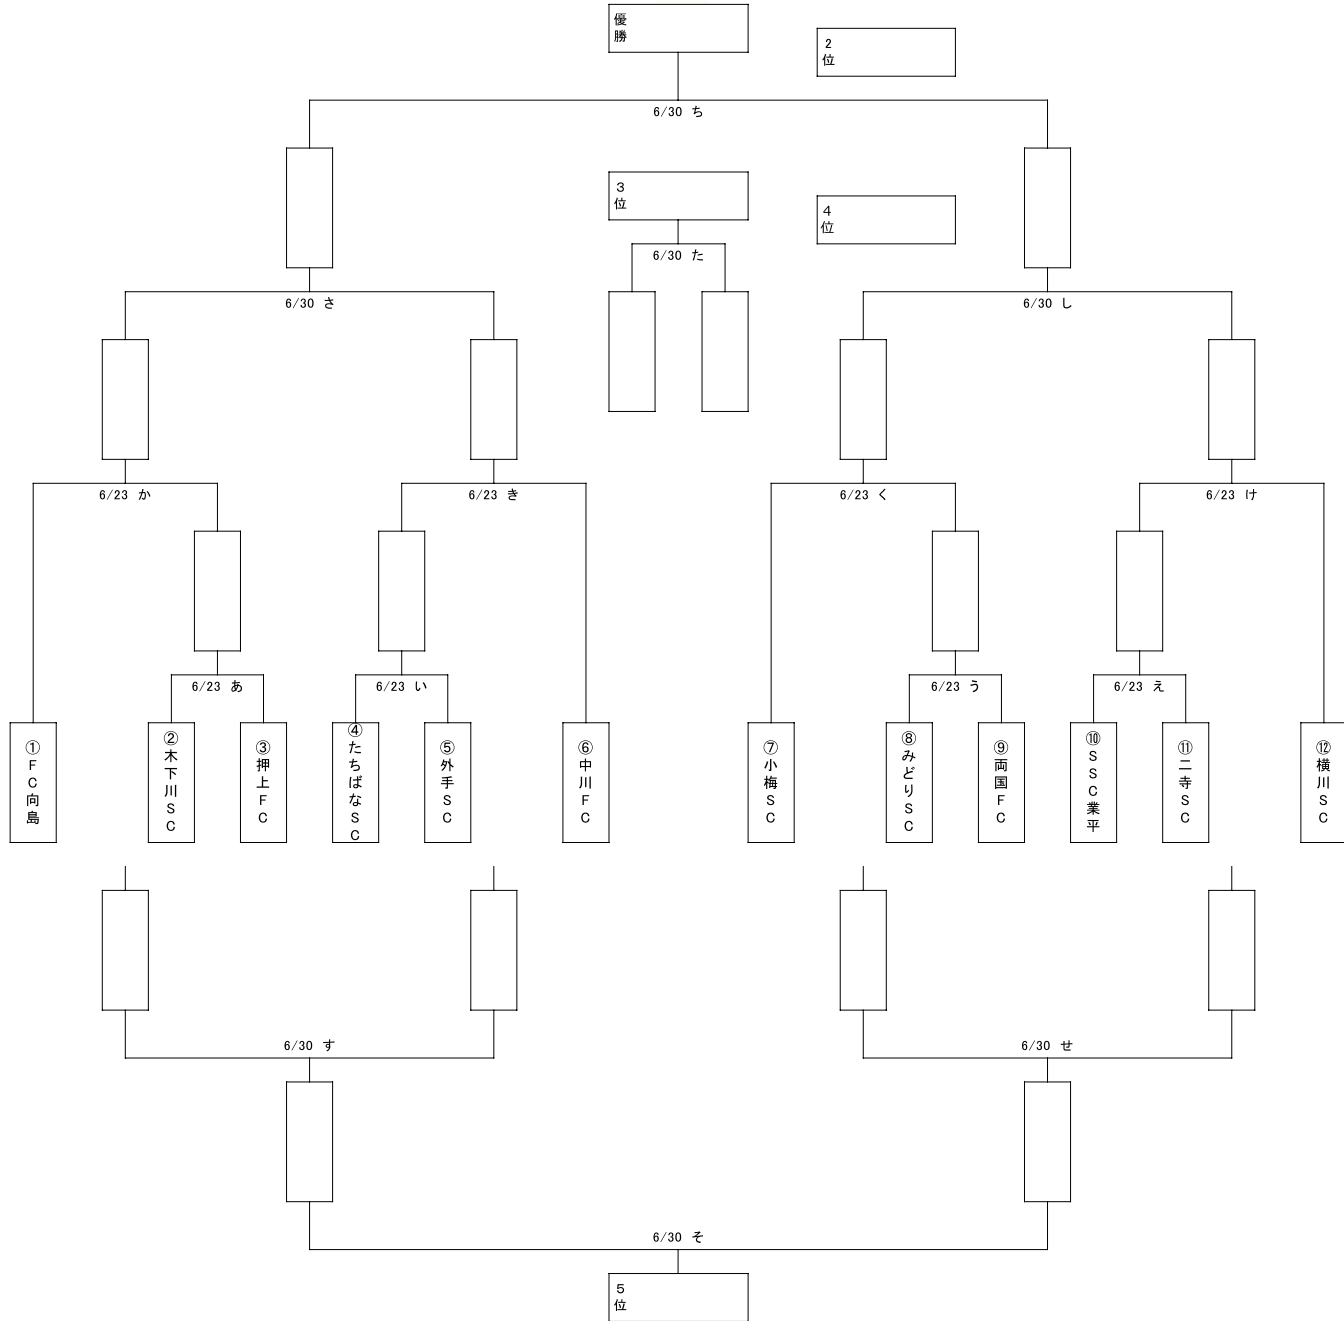 優勝
2位
6/30 ち
3位
4位
6/30 た
6/30 さ
6/30 し
6/23 か
6/23 き
6/23 く
6/23 け
6/23 あ
6/23 い
6/23 う
6/23 え
①FC向島
②木下川SC
③押上FC
④たちばなSC
⑤外手SC
⑥中川FC
⑦小梅SC
⑧みどりSC
⑨両国FC
⑩SSC業平
⑪二寺SC
⑫横川SC
6/30 す
6/30 せ
6/30 そ
5位